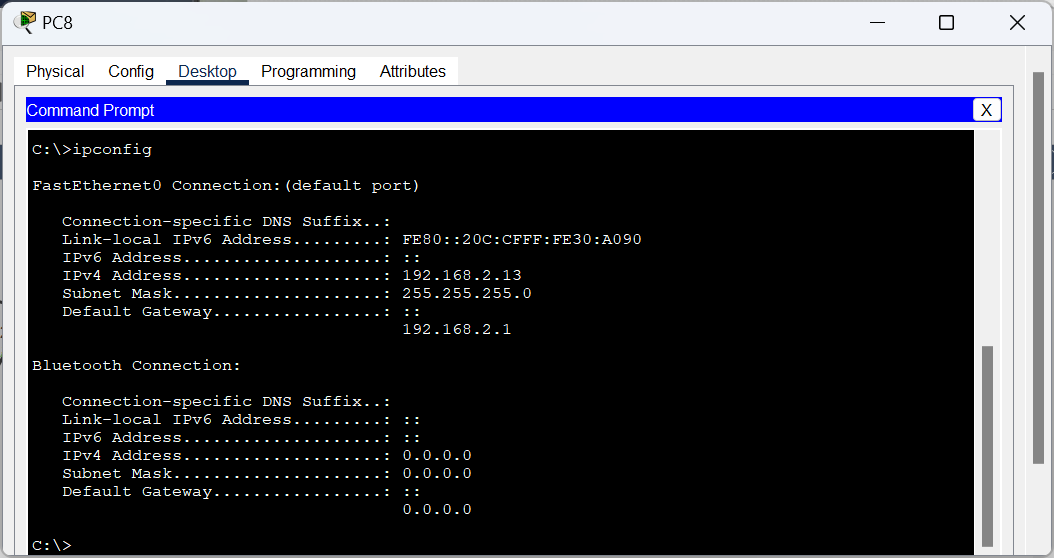 PC8
Physical Config Desktop Programming Attributes
Command Prompt X
C:\>ipconfig
FastEthernet0 Connection:(default port)
Connection-specific DNS Suffix..:
Link-local IPv6 Address.........: FE80::20C:CFFF:FE30:A090
IPv6 Address....................: ::
IPv4 Address....................: 192.168.2.13
Subnet Mask.....................: 255.255.255.0
Default Gateway.................: ::
192.168.2.1
Bluetooth Connection:
Connection-specific DNS Suffix..:
Link-local IPv6 Address.........: ::
IPv6 Address....................: ::
IPv4 Address....................: 0.0.0.0
Subnet Mask.....................: 0.0.0.0
Default Gateway.................: ::
0.0.0.0
C:\>